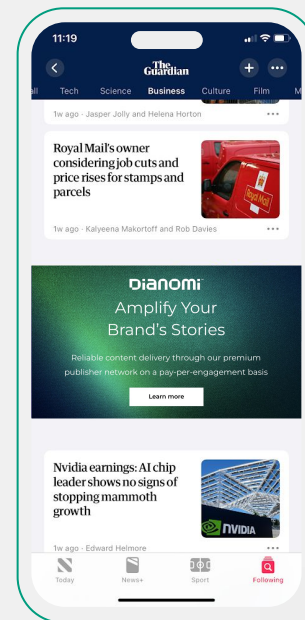 11:19
The
Guardian
all Tech Science Business Culture Film M
1w ago · Jasper Jolly and Helena Horton
Royal Mail's owner
considering job cuts and
price rises for stamps and
parcels
Royal Mail
1w ago · Kalyeena Makortoff and Rob Davies
DIANOMI
Amplify Your
Brand's Stories
Reliable content delivery through our premium
publisher network on a pay-per-engagement basis
Learn more
Nvidia earnings: AI chip
leader shows no signs of
stopping mammoth
growth
NVIDIA
1w ago · Edward Helmore
Today News+ Sport Following